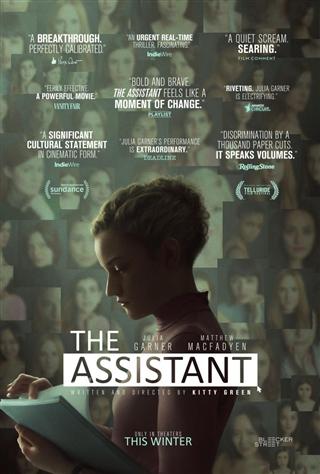 "A BREAKTHROUGH.
PERFECTLY CALIBRATED."
"AN URGENT REAL-TIME
THRILLER. FASCINATING."
IndieWire
"A QUIET SCREAM.
SEARING."
FILM COMMENT
"EERILY EFFECTIVE.
A POWERFUL MOVIE."
VANITY FAIR
"BOLD AND BRAVE.
THE ASSISTANT FEELS LIKE A
MOMENT OF CHANGE."
PLAYLIST
"RIVETING. JULIA GARNER
IS ELECTRIFYING."
"A SIGNIFICANT
CULTURAL STATEMENT
IN CINEMATIC FORM."
IndieWire
"JULIA GARNER'S PERFORMANCE
IS EXTRAORDINARY."
DEADLINE
"DISCRIMINATION BY A
THOUSAND PAPER CUTS.
IT SPEAKS VOLUMES."
RollingStone
sundance
TELLURIDE
JULIA GARNER
MATTHEW MACFADYEN
THE
ASSISTANT
WRITTEN AND DIRECTED BY KITTY GREEN
ONLY IN THEATERS
THIS WINTER
BLEECKER
STREET